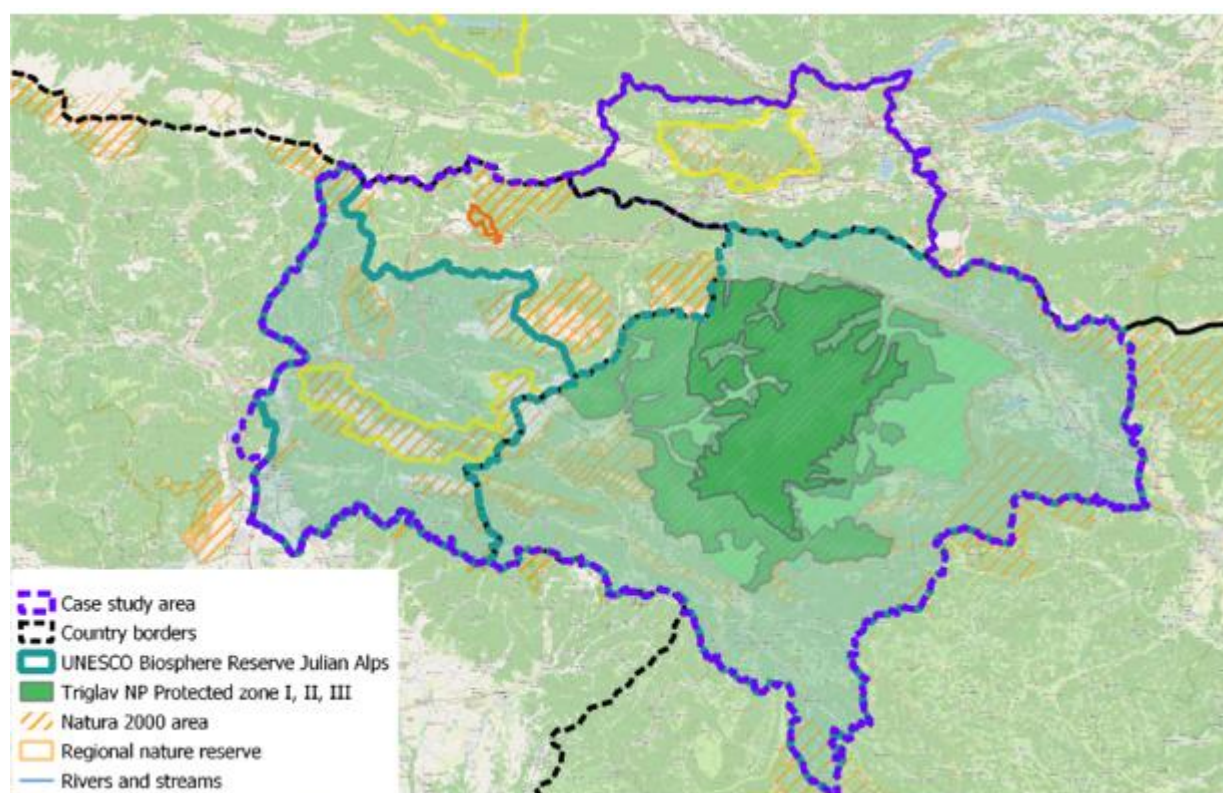 Case study area
Country borders
UNESCO Biosphere Reserve Julian Alps
Triglav NP Protected zone I, II, III
Natura 2000 area
Regional nature reserve
Rivers and streams